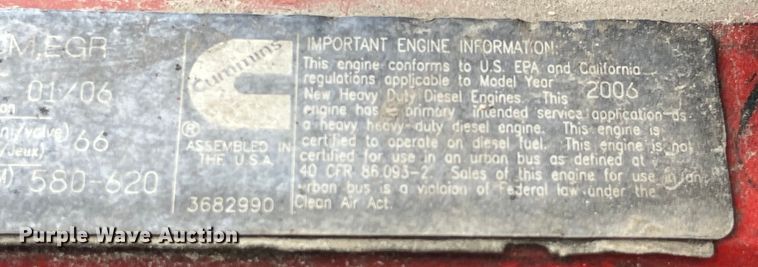 M,EGR
01/06
on
nj/valve) 66
/Jeux)
) 580-620
Cummins
®
ASSEMBLED IN
THE U.S.A.
3682990
IMPORTANT ENGINE INFORMATION:
This engine conforms to U.S. EPA and California
regulations applicable to Model Year 2006
New Heavy Duty Diesel Engines. This
engine has a primary intended service application as
a heavy heavy-duty diesel engine. This engine is
certified to operate on diesel fuel. This engine is not
certified for use in an urban bus as defined at
40 CFR 86.093-2. Sales of this engine for use in an
urban bus is a violaion of Federal law under the
Clean Air Act.
Purple Wave Auction